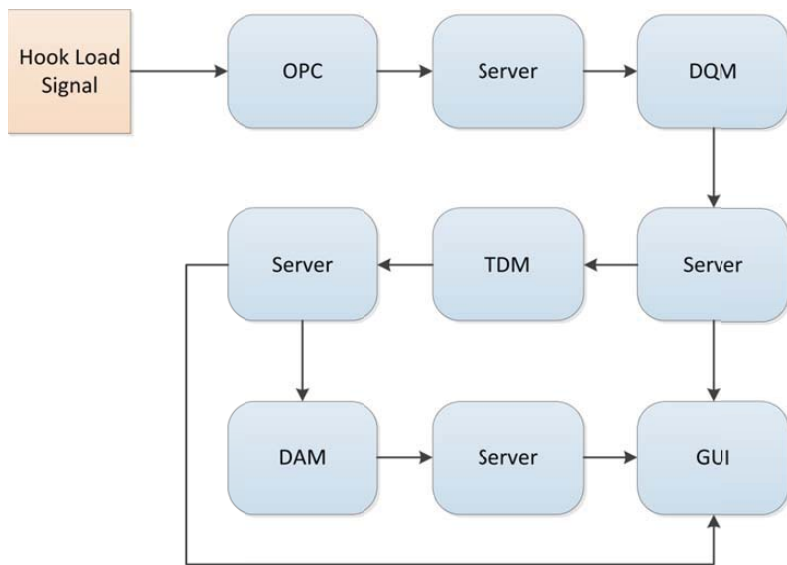 Hook Load
Signal
OPC
Server
DQM
Server
TDM
Server
DAM
Server
GUI